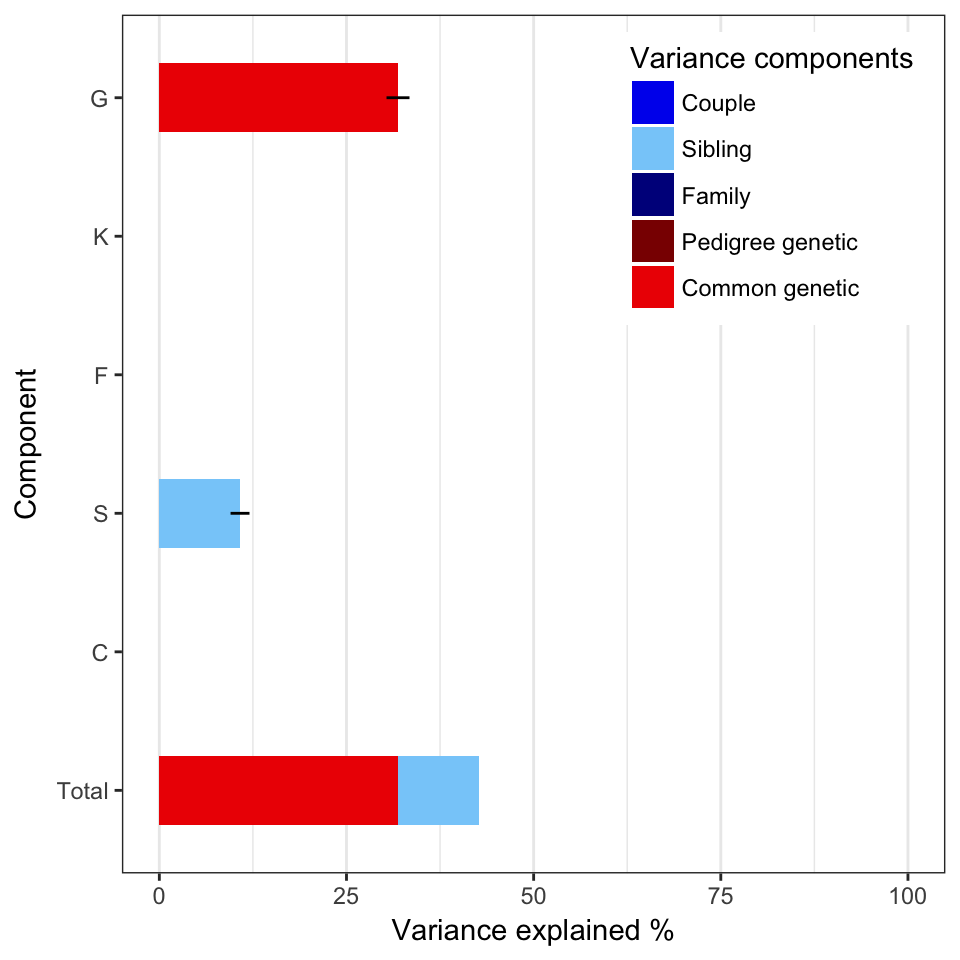 Variance components
Couple
Sibling
Family
Pedigree genetic
Common genetic
G
K
F
S
C
Total
Component
0 25 50 75 100
Variance explained %